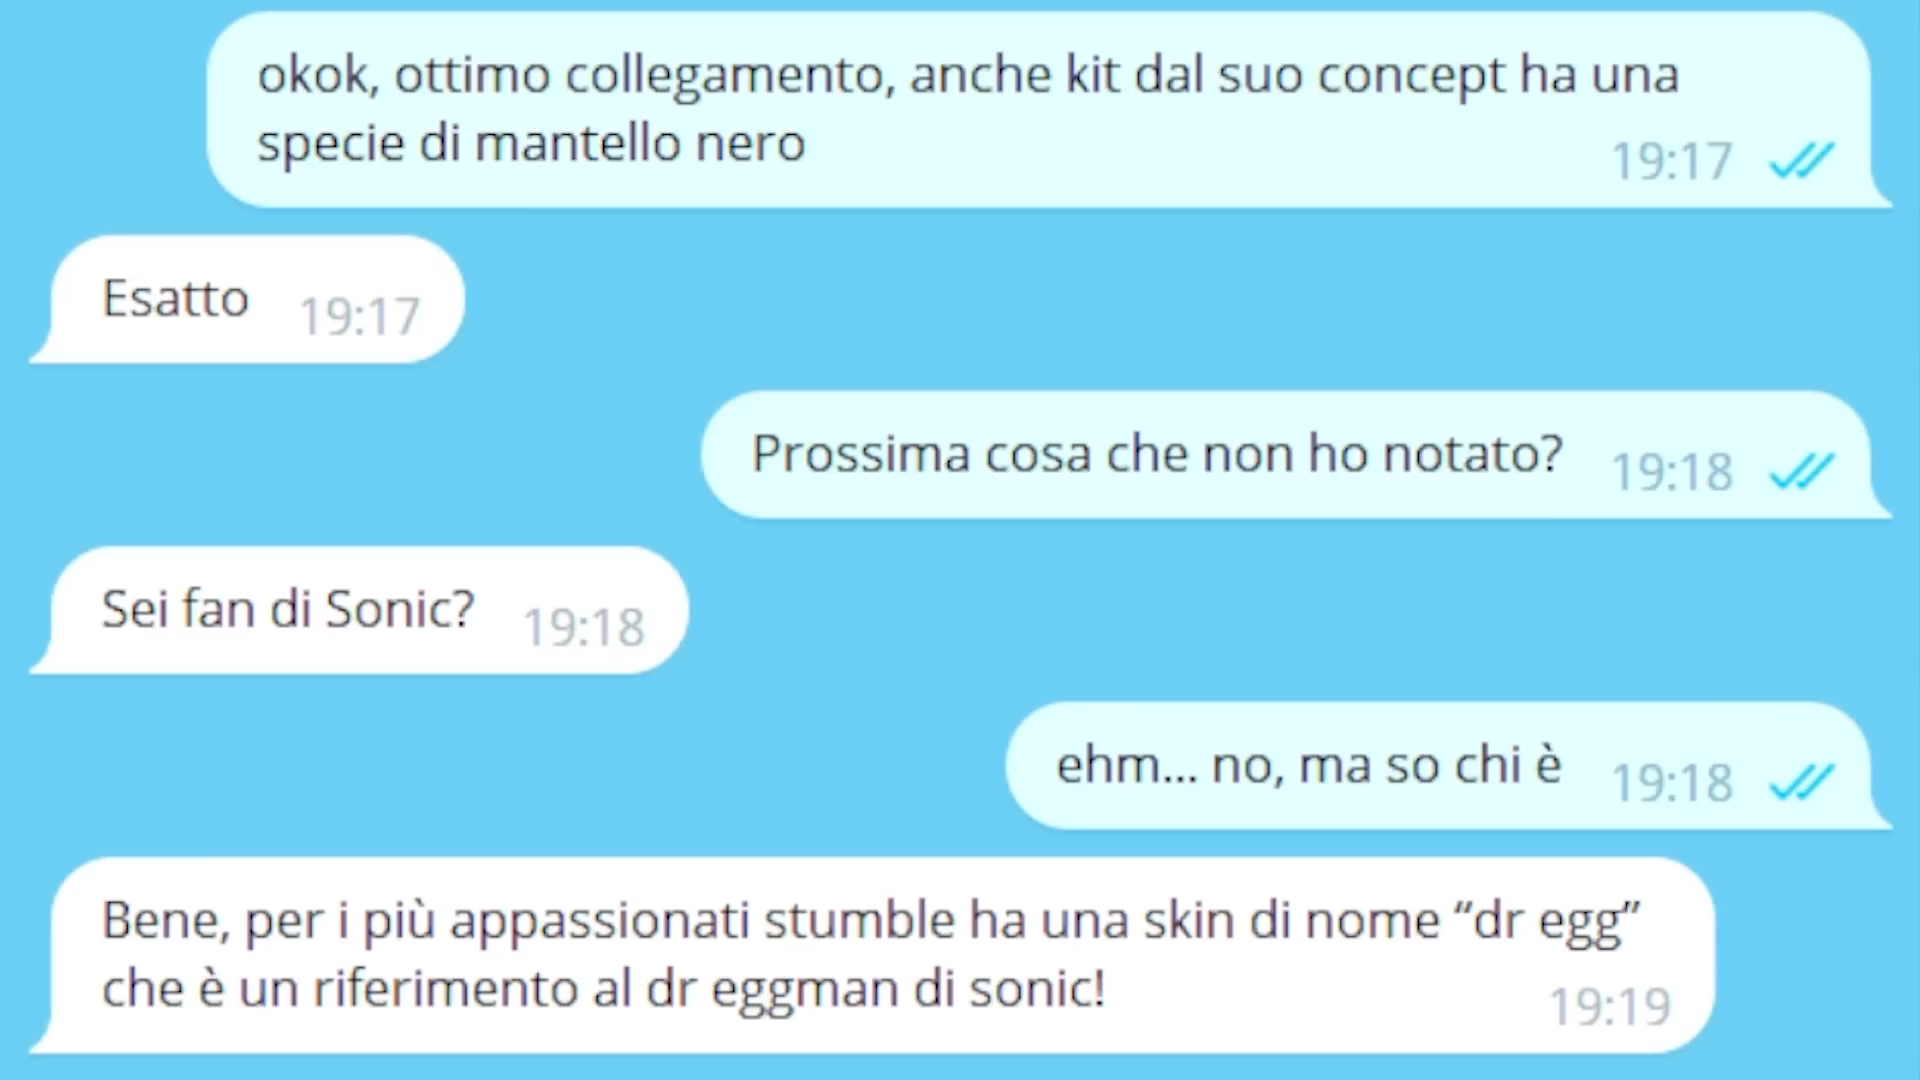 okok, ottimo collegamento, anche kit dal suo concept ha una
specie di mantello nero
19:17
Esatto 19:17
Prossima cosa che non ho notato? 19:18
Sei fan di Sonic? 19:18
ehm... no, ma so chi è 19:18
Bene, per i più appassionati stumble ha una skin di nome “dr egg”
che è un riferimento al dr eggman di sonic!
19:19